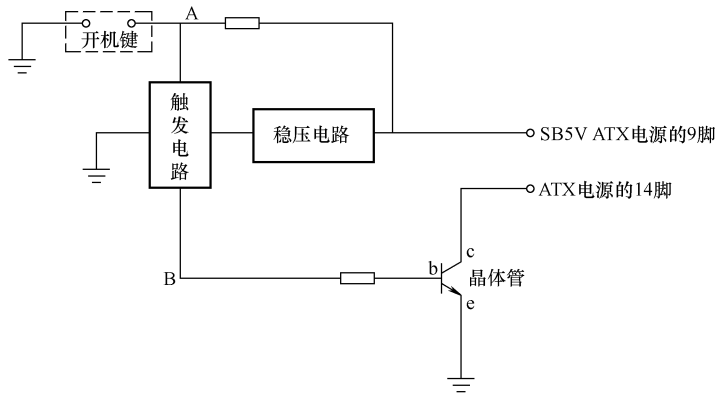 A
开机键
触发电路
稳压电路
SB5V ATX电源的9脚
ATX电源的14脚
c
b
晶体管
B
e